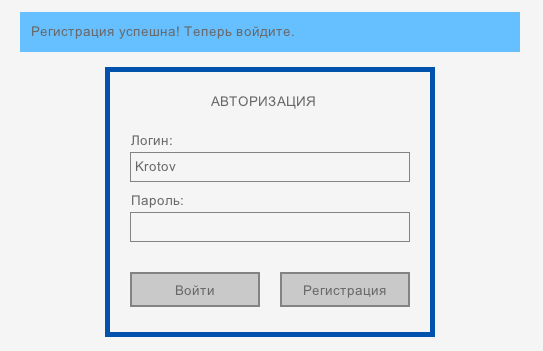 Регистрация успешна! Теперь войдите.
АВТОРИЗАЦИЯ
Логин:
Krotov
Пароль:
Войти
Регистрация